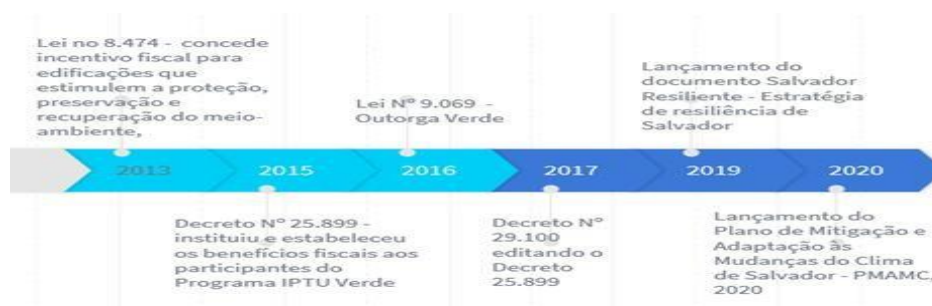 Lei no 8.474 - concede
incentivo fiscal para
edificações que
estimulem a proteção,
preservação e
recuperação do meio-
ambiente,
Lei Nº 9.069 -
Outorga Verde
Lançamento do
documento Salvador
Resiliente - Estratégia
de resiliência de
Salvador
2013
2015
2016
2017
2019
2020
Decreto Nº 25.899 -
instituiu e estabeleceu
os benefícios fiscais aos
participantes do
Programa IPTU Verde
Decreto Nº
29.100
editando o
Decreto
25.899
Lançamento do
Plano de Mitigação e
Adaptação às
Mudanças do Clima
de Salvador - PMAMC,
2020